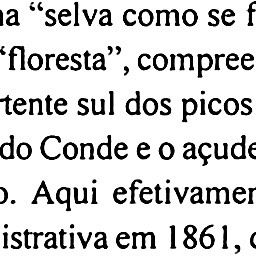 na “selva como se f
“floresta”, compree
rtente sul dos picos
do Conde e o açude
o. Aqui efetivamen
istrativa em 1861, c